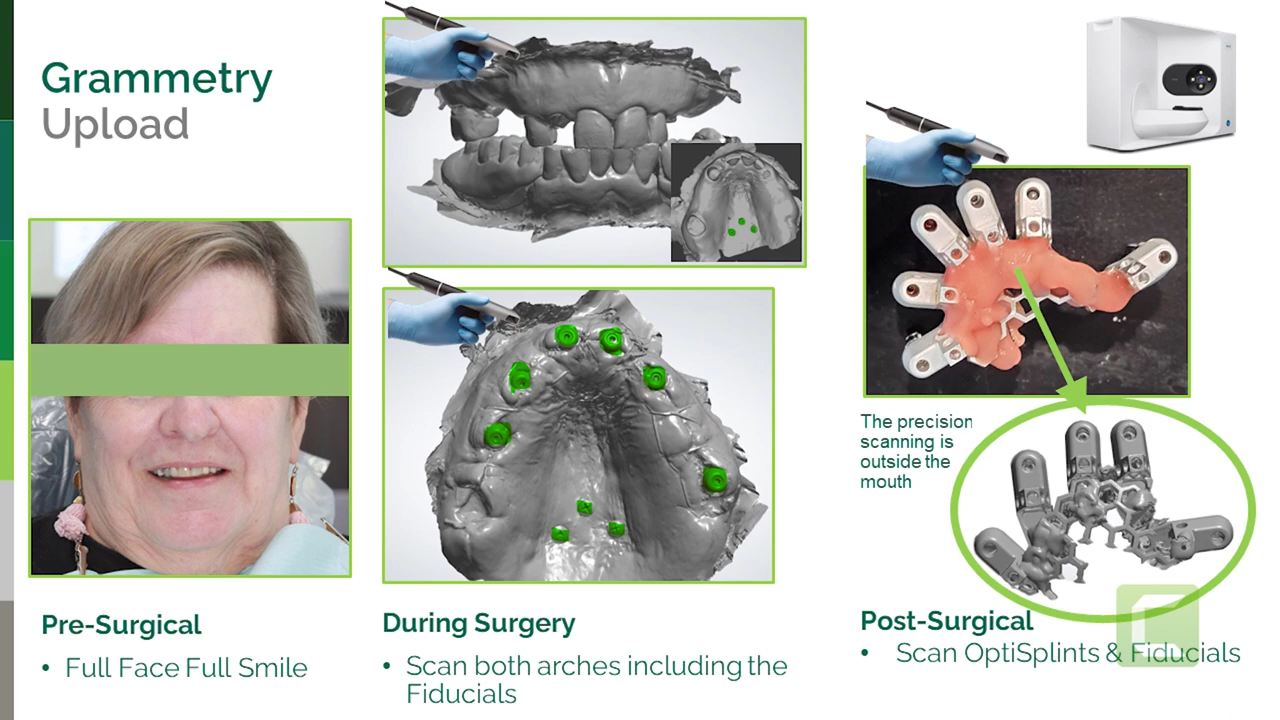 Grammetry
Upload
Pre-Surgical
• Full Face Full Smile
During Surgery
• Scan both arches including the
Fiducials
The precision
scanning is
outside the
mouth
Post-Surgical
• Scan OptiSplints & Fiducials